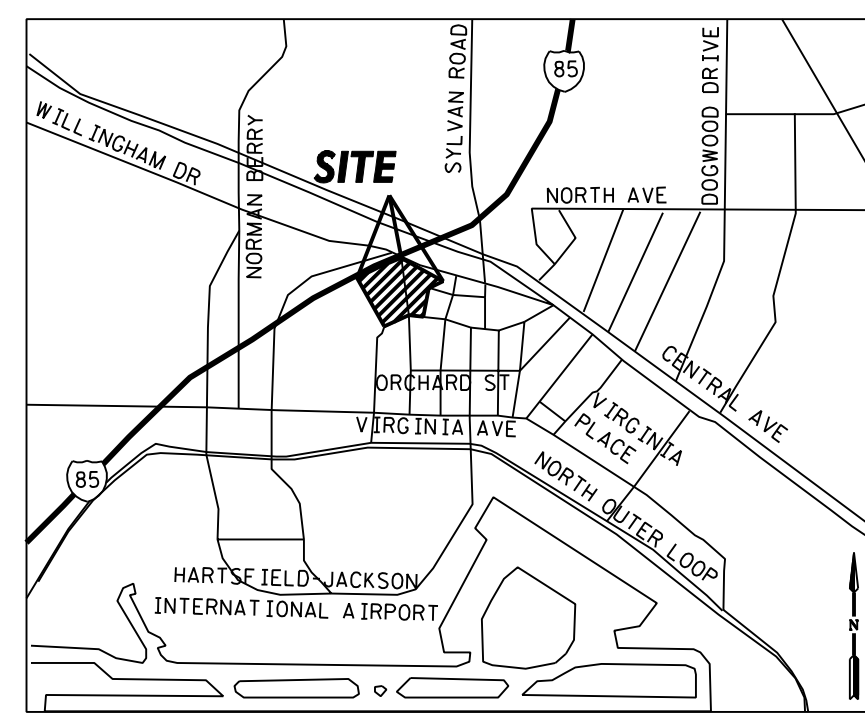 SYLVAN ROAD
DOGWOOD DRIVE
85
WILLINGHAM DR
NORMAN BERRY
SITE
NORTH AVE
ORCHARD ST
CENTRAL AVE
VIRGINIA AVE
VIRGINIA
PLACE
85
NORTH OUTER LOOP
HARTSFIELD-JACKSON
INTERNATIONAL AIRPORT
N